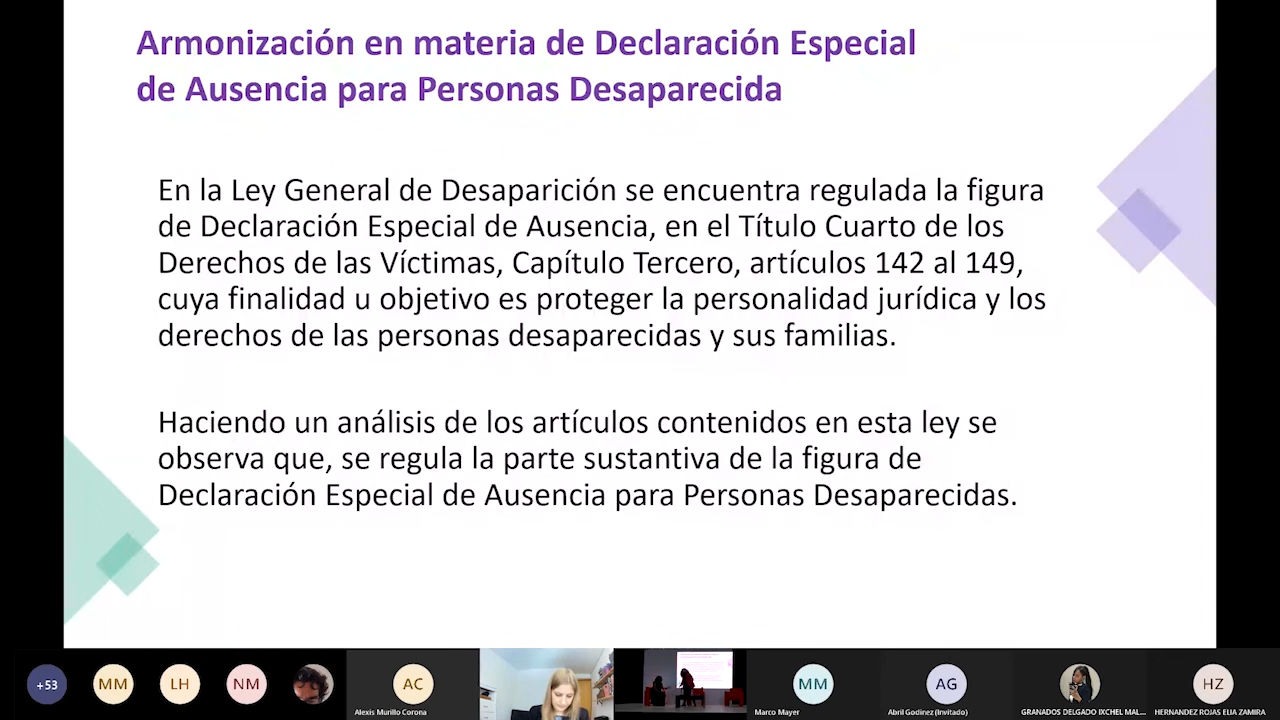 Armonización en materia de Declaración Especial
de Ausencia para Personas Desaparecida
En la Ley General de Desaparición se encuentra regulada la figura
de Declaración Especial de Ausencia, en el Título Cuarto de los
Derechos de las Víctimas, Capítulo Tercero, artículos 142 al 149,
cuya finalidad u objetivo es proteger la personalidad jurídica y los
derechos de las personas desaparecidas y sus familias.
Haciendo un análisis de los artículos contenidos en esta ley se
observa que, se regula la parte sustantiva de la figura de
Declaración Especial de Ausencia para Personas Desaparecidas.
+53
MM
LH
NM
AC
Alexis Murillo Corona
MM
Marco Mayer
AG
Abril Godinez (Invitado)
GRANADOS DELGADO IXCHEL MAL...
HZ
HERNANDEZ ROJAS ELIA ZAMIRA